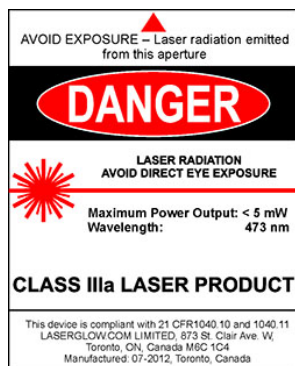 AVOID EXPOSURE – Laser radiation emitted
from this aperture
DANGER
LASER RADIATION
AVOID DIRECT EYE EXPOSURE
Maximum Power Output: < 5 mW
Wavelength: 473 nm
CLASS IIIa LASER PRODUCT
This device is compliant with 21 CFR1040.10 and 1040.11
LASERGLOW.COM LIMITED, 873 St. Clair Ave. W,
Toronto, ON, Canada M6C 1C4
Manufactured: 07-2012, Toronto, Canada